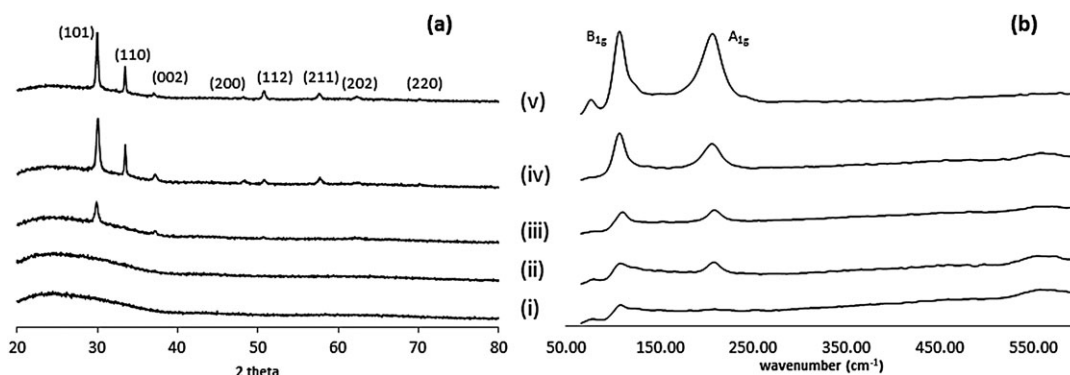 (a)
(101)
(110)
(002)
(200)
(112)
(211)
(202)
(220)
20 30 40 50 60 70 80
2 theta
(b)
B1g
A1g
(v)
(iv)
(iii)
(ii)
(i)
50.00 150.00 250.00 350.00 450.00 550.00
wavenumber (cm-1)